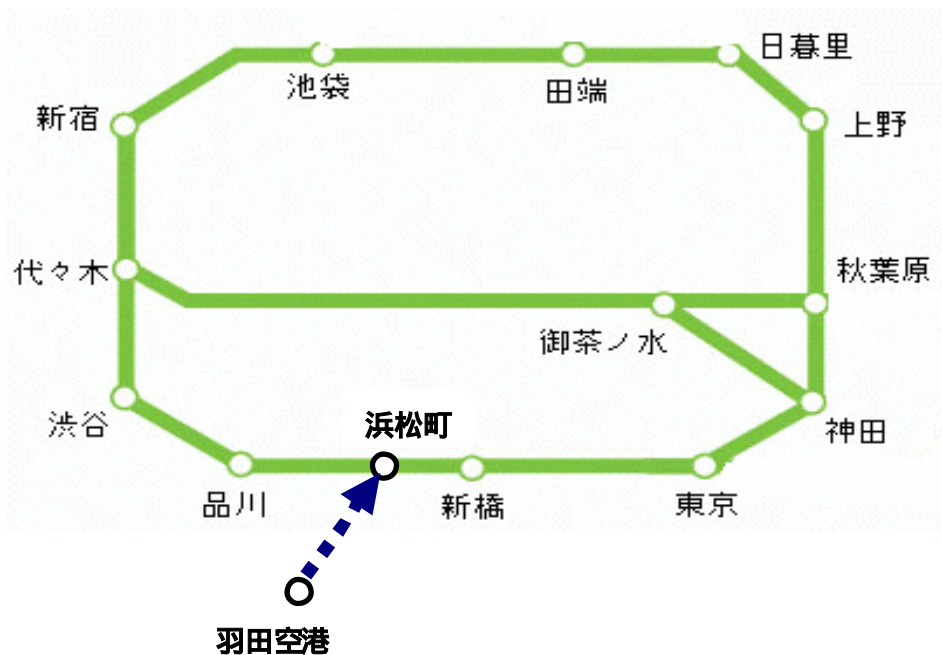 日暮里
池袋
田端
新宿
上野
代々木
秋葉原
御茶ノ水
渋谷
浜松町
神田
品川
新橋
東京
羽田空港